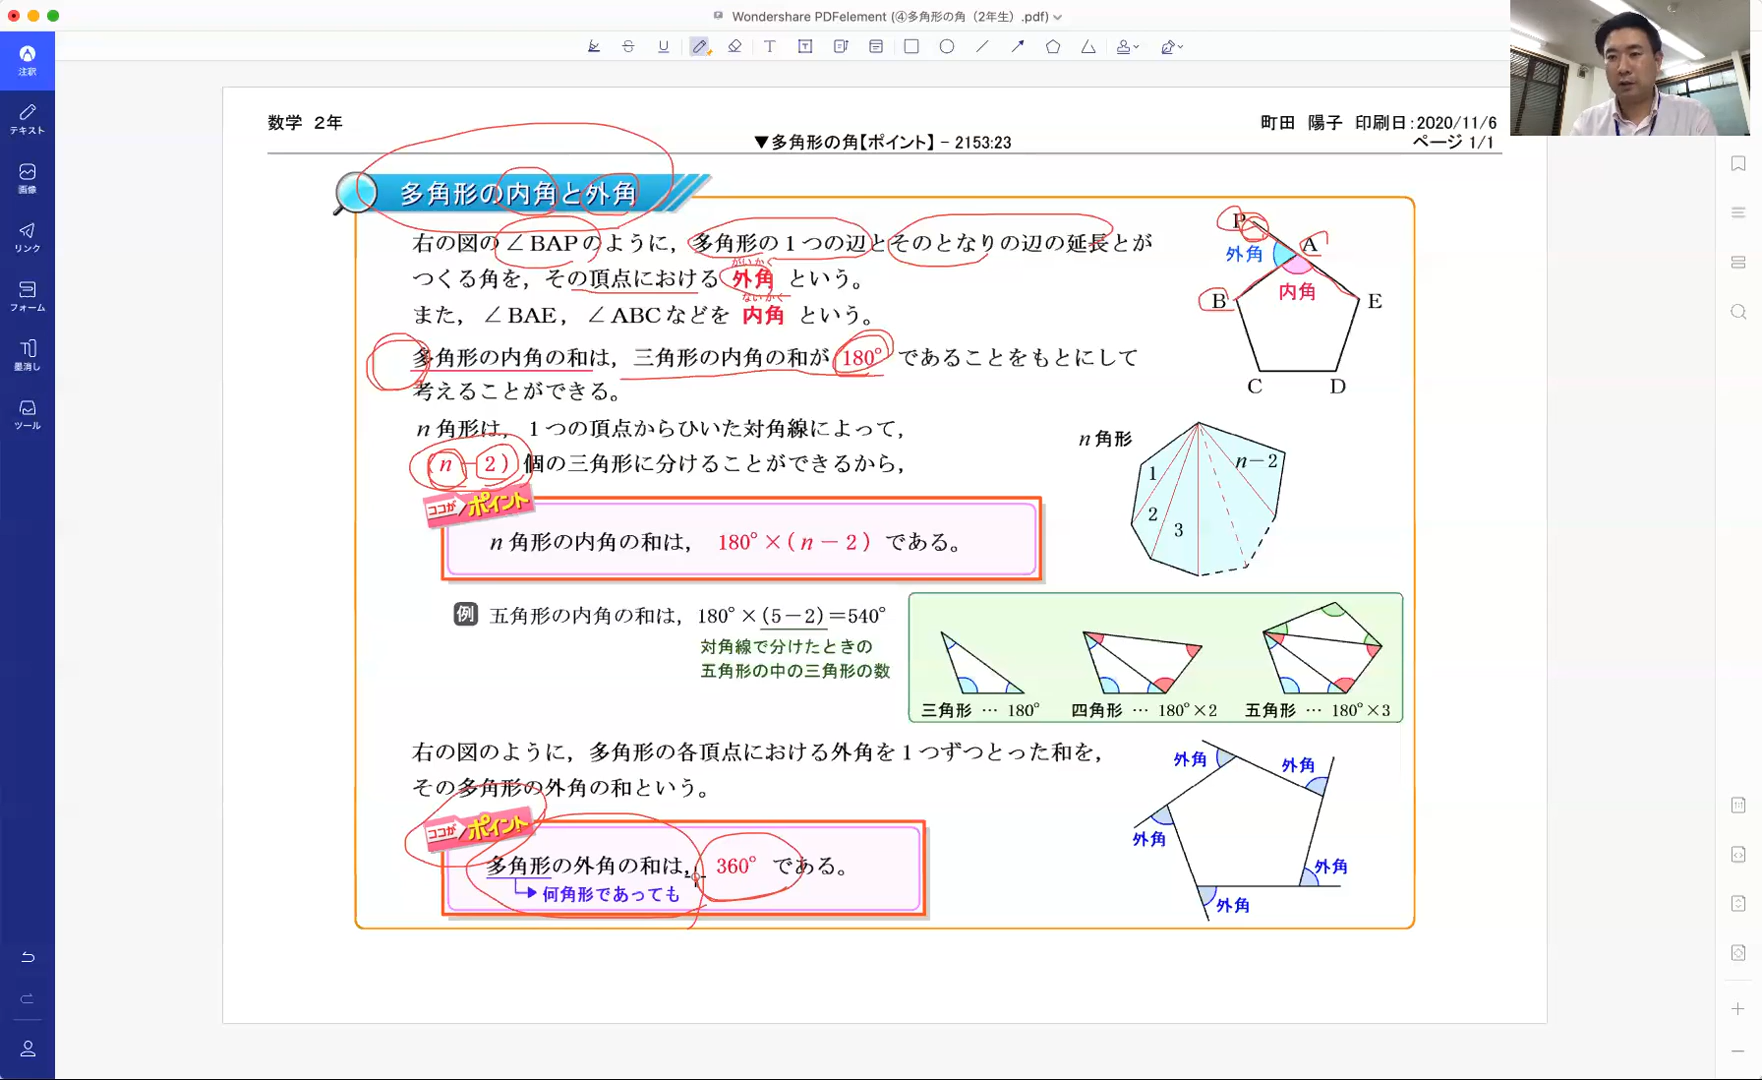 Wondershare PDFelement (④多角形の角（2年生）.pdf)
注釈
テキスト
画像
リンク
フォーム
墨消し
ツール
数学 2年
町田 陽子 印刷日：2020/11/6
▼多角形の角【ポイント】－2153:23
ページ 1/1
多角形の内角と外角
右の図の∠BAPのように，多角形の1つの辺とそのとなりの辺の延長とが
がいかく
つくる角を，その頂点における 外角 という。
ないかく
また，∠BAE，∠ABCなどを 内角 という。
多角形の内角の和は，三角形の内角の和が 180° であることをもとにして
考えることができる。
n 角形は，1つの頂点からひいた対角線によって，
(n－2) 個の三角形に分けることができるから，
ココが ポイント
n 角形の内角の和は， 180°×(n－2) である。
例 五角形の内角の和は，180°×(5－2)＝540°
対角線で分けたときの
五角形の中の三角形の数
右の図のように，多角形の各頂点における外角を1つずつとった和を，
その多角形の外角の和という。
ココが ポイント
多角形の外角の和は， 360° である。
何角形であっても
P
A
外角
内角
B
E
C
D
n 角形
1
2
3
n－2
三角形 … 180°
四角形 … 180°×2
五角形 … 180°×3
外角
外角
外角
外角
外角